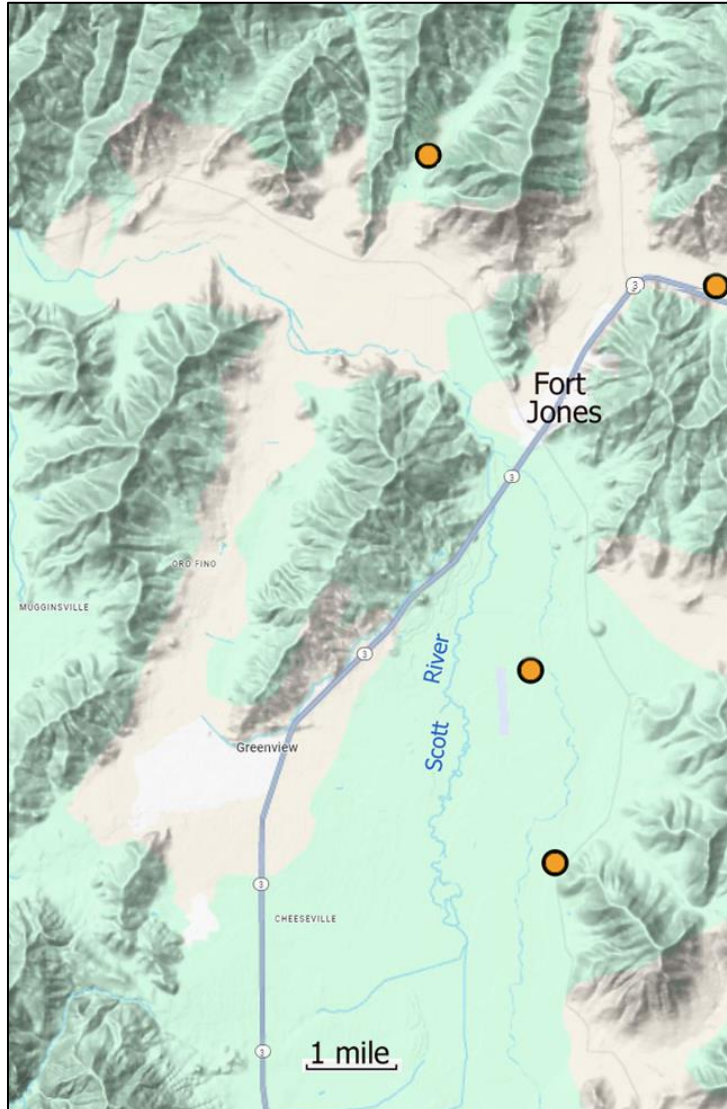 3
Fort
Jones
3
ORO FINO
MUGGINSVILLE
3
Scott River
Greenview
3
CHEESEVILLE
3
1 mile